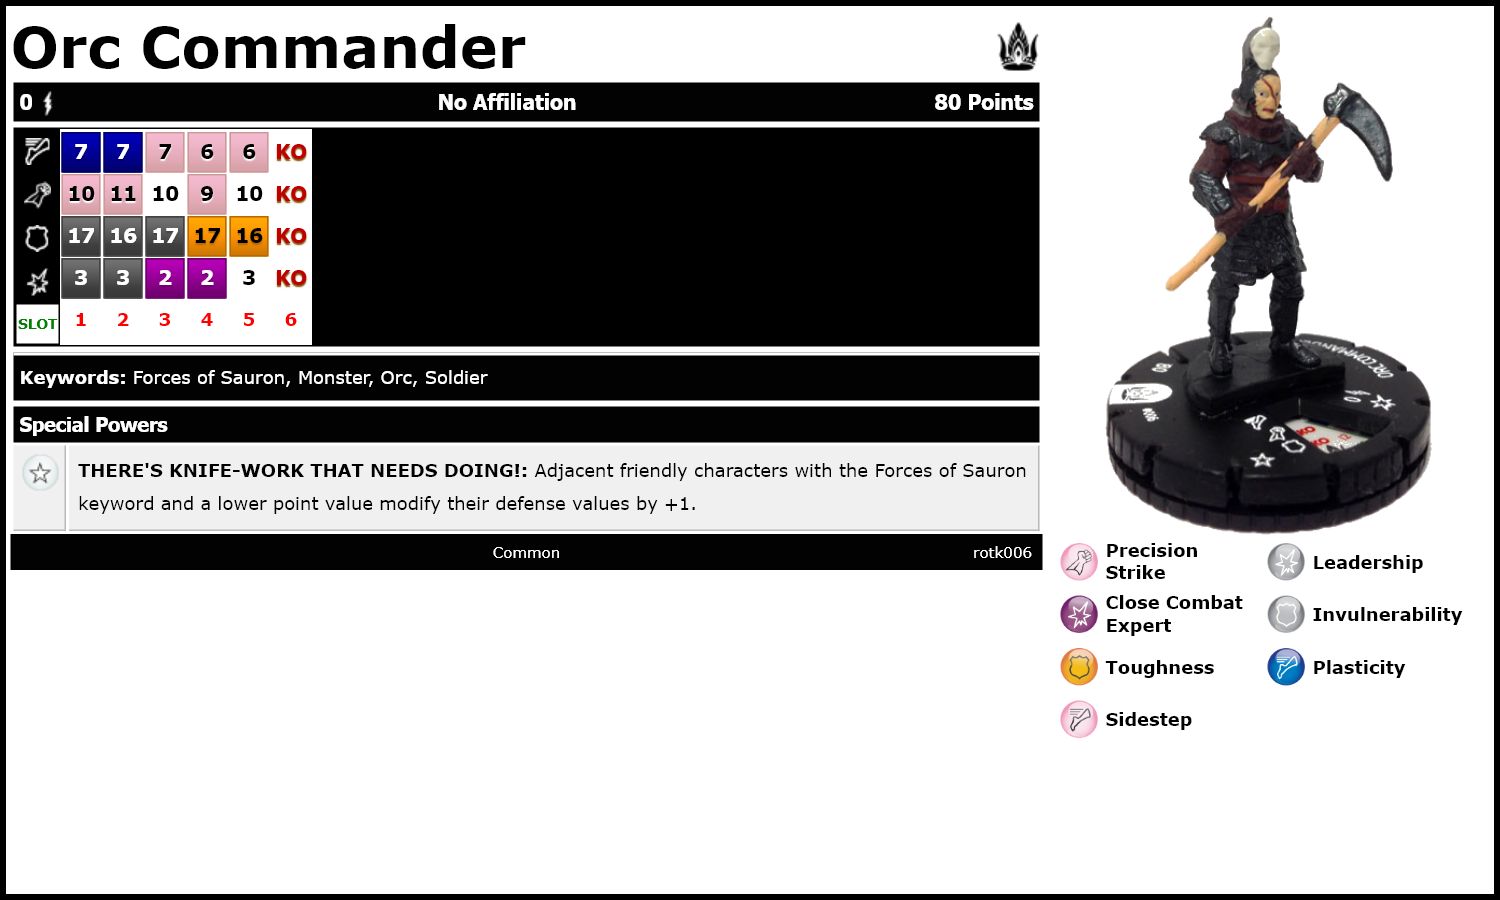 Orc Commander
0 No Affiliation 80 Points
7 7 7 6 6 KO
10 11 10 9 10 KO
17 16 17 17 16 KO
3 3 2 2 3 KO
SLOT 1 2 3 4 5 6
Keywords: Forces of Sauron, Monster, Orc, Soldier
Special Powers
THERE'S KNIFE-WORK THAT NEEDS DOING!: Adjacent friendly characters with the Forces of Sauron
keyword and a lower point value modify their defense values by +1.
Common rotk006
80
#006
KO
KO
Precision
Strike
Leadership
Close Combat
Expert
Invulnerability
Toughness
Plasticity
Sidestep